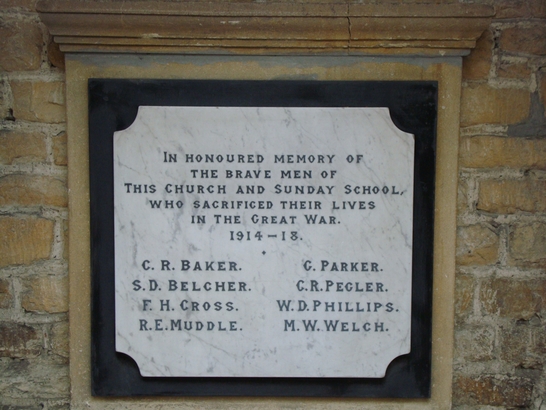 IN HONOURED MEMORY OF
THE BRAVE MEN OF
THIS CHURCH AND SUNDAY SCHOOL,
WHO SACRIFICED THEIR LIVES
IN THE GREAT WAR.
1914-18.
C. R. BAKER. G. PARKER.
S. D. BELCHER. C. R. PEGLER.
F. H. CROSS. W. D. PHILLIPS.
R. E. MUDDLE. M. W. WELCH.